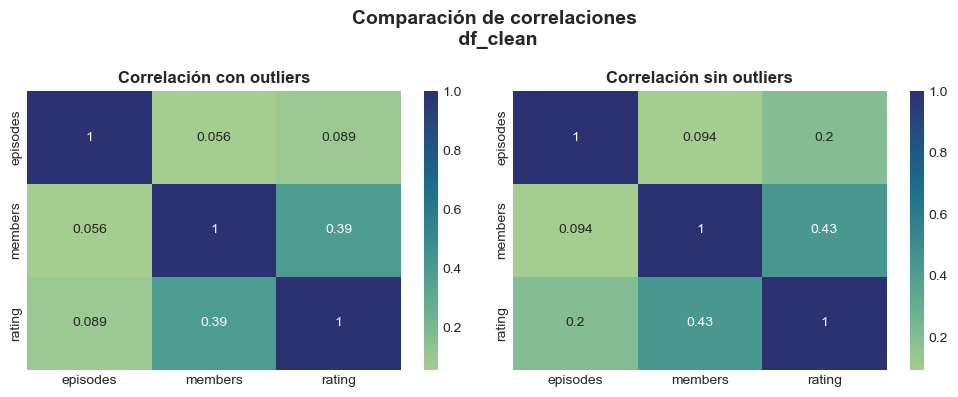 Comparación de correlaciones
df_clean
Correlación con outliers
episodes
members
rating
1
0.056
0.089
0.056
1
0.39
0.089
0.39
1
episodes
members
rating
1.0
0.8
0.6
0.4
0.2
Correlación sin outliers
episodes
members
rating
1
0.094
0.2
0.094
1
0.43
0.2
0.43
1
episodes
members
rating
1.0
0.8
0.6
0.4
0.2